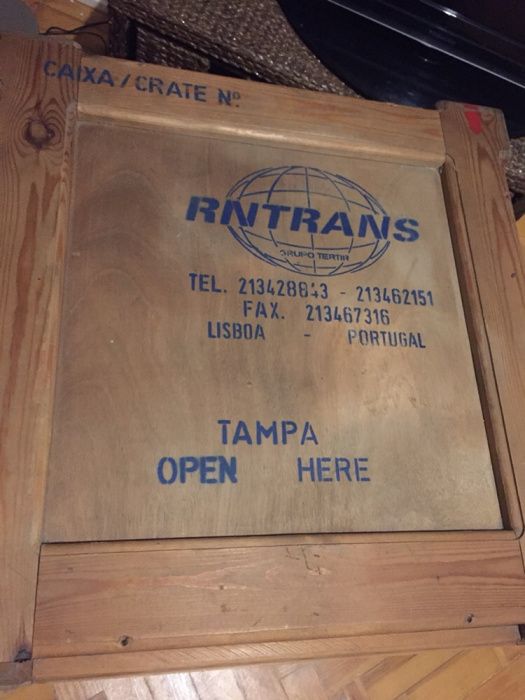 CAIXA / CRATE Nº
RNTRANS
GRUPO TERTIR
TEL. 213428843 - 213462151
FAX. 213467316
LISBOA - PORTUGAL
TAMPA
OPEN HERE